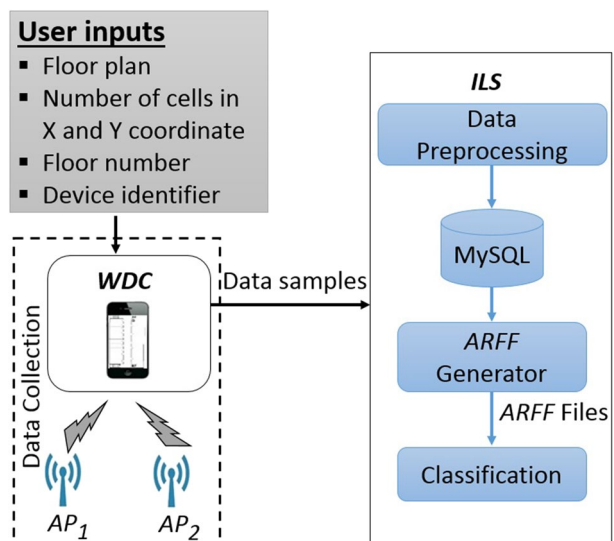 User inputs
▪ Floor plan
▪ Number of cells in
X and Y coordinate
▪ Floor number
▪ Device identifier
Data Collection
WDC
AP1
AP2
Data samples
ILS
Data
Preprocessing
MySQL
ARFF
Generator
ARFF Files
Classification